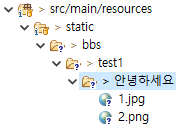 > src/main/resources
> static
> bbs
> test1
> 안녕하세요
1.jpg
2.png